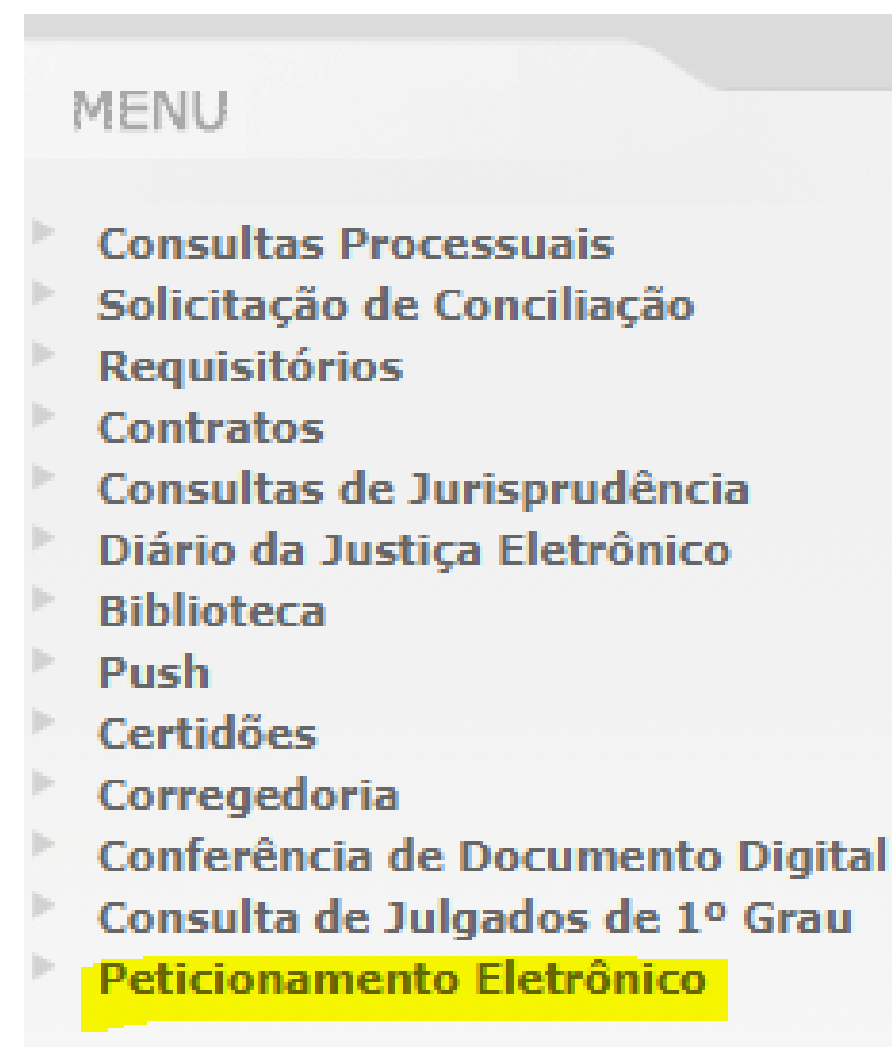 MENU
Consultas Processuais
Solicitação de Conciliação
Requisitórios
Contratos
Consultas de Jurisprudência
Diário da Justiça Eletrônico
Biblioteca
Push
Certidões
Corregedoria
Conferência de Documento Digital
Consulta de Julgados de 1º Grau
Peticionamento Eletrônico